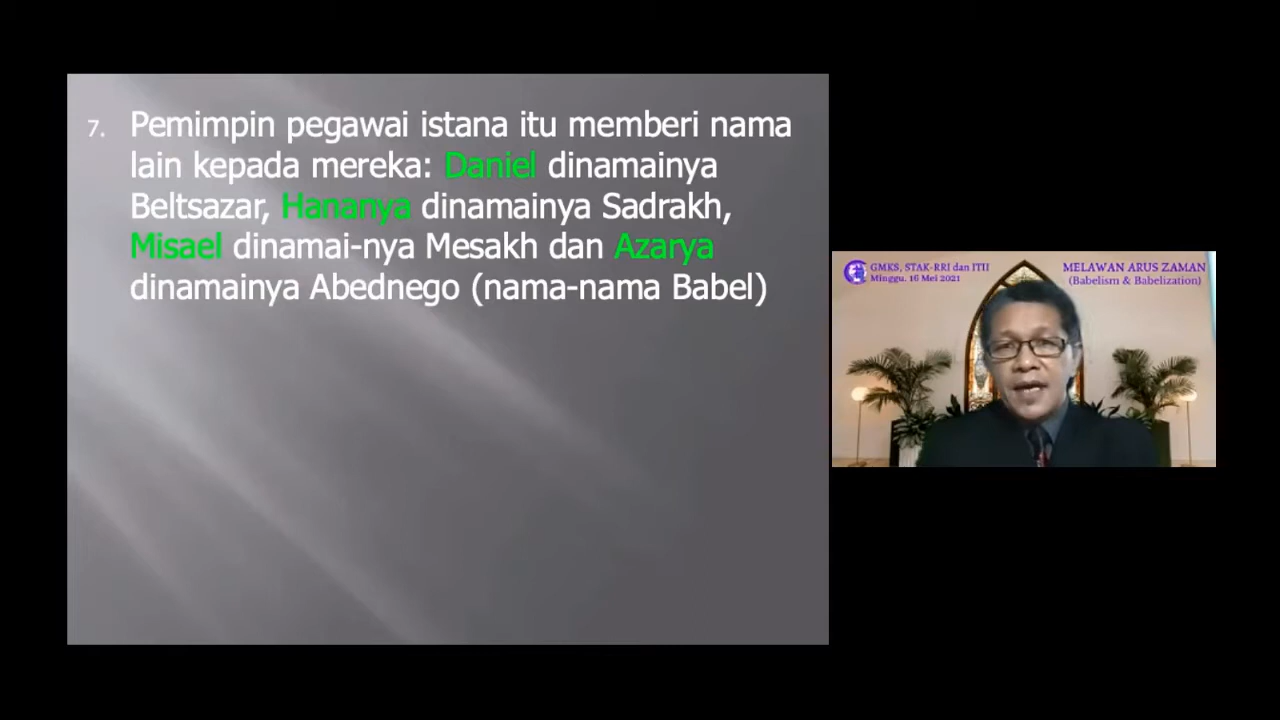 7. Pemimpin pegawai istana itu memberi nama
lain kepada mereka: Daniel dinamainya
Beltsazar, Hananya dinamainya Sadrakh,
Misael dinamai-nya Mesakh dan Azarya
dinamainya Abednego (nama-nama Babel)
GMKS, STAK-RRI dan ITII
Minggu. 16 Mei 2021
MELAWAN ARUS ZAMAN
(Babelism & Babelization)